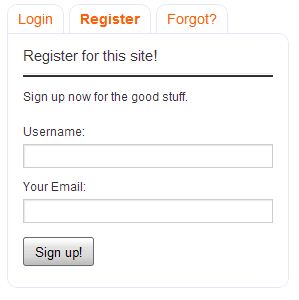 Login Register Forgot?
Register for this site!
Sign up now for the good stuff.
Username:
Your Email:
Sign up!